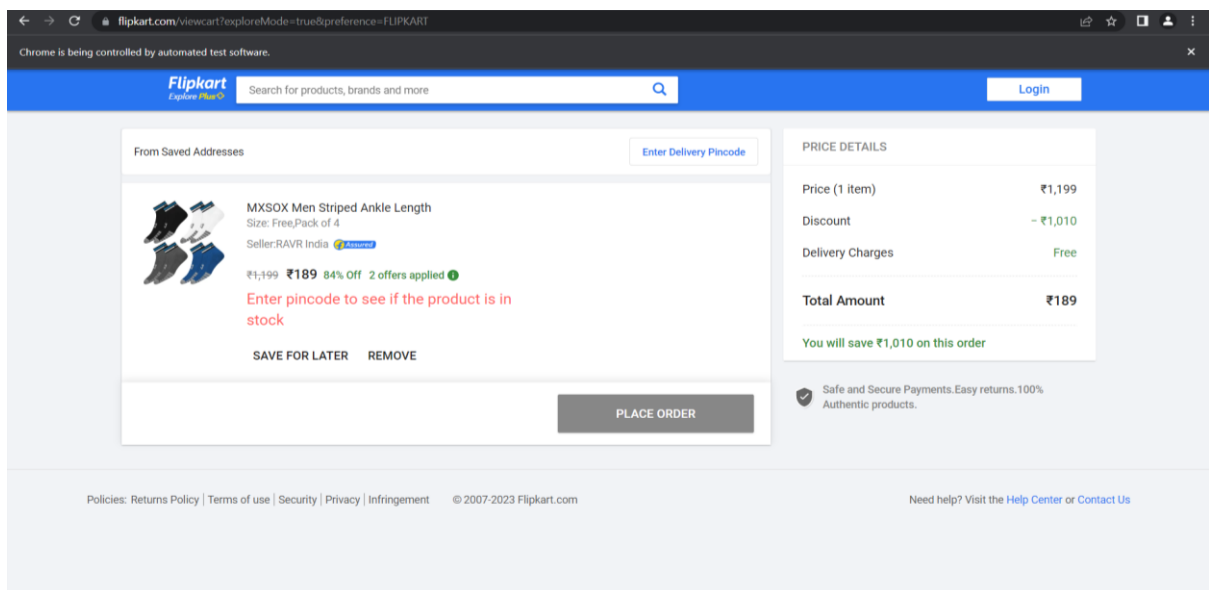 flipkart.com/viewcart?exploreMode=true&preference=FLIPKART
Chrome is being controlled by automated test software.
Flipkart
Explore Plus
Search for products, brands and more
Login
From Saved Addresses
Enter Delivery Pincode
MXSOX Men Striped Ankle Length
Size: Free,Pack of 4
Seller:RAVR India Assured
₹1,199 ₹189 84% Off 2 offers applied
Enter pincode to see if the product is in
stock
SAVE FOR LATER REMOVE
PLACE ORDER
PRICE DETAILS
Price (1 item) ₹1,199
Discount − ₹1,010
Delivery Charges Free
Total Amount ₹189
You will save ₹1,010 on this order
Safe and Secure Payments.Easy returns.100%
Authentic products.
Policies: Returns Policy | Terms of use | Security | Privacy | Infringement © 2007-2023 Flipkart.com
Need help? Visit the Help Center or Contact Us